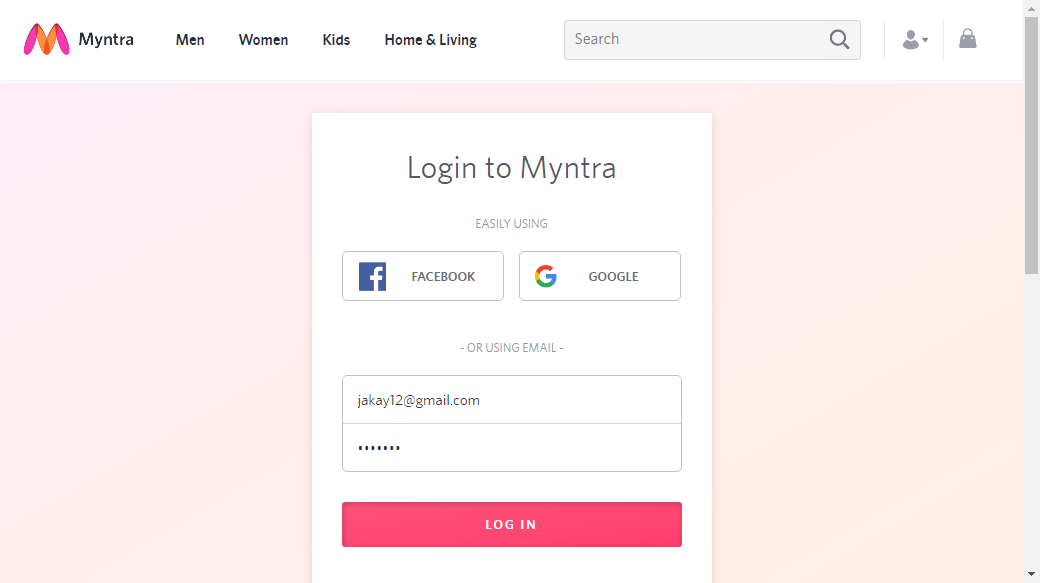 Myntra Men Women Kids Home & Living Search
Login to Myntra
EASILY USING
FACEBOOK GOOGLE
- OR USING EMAIL -
jakay12@gmail.com
•••••••
LOG IN